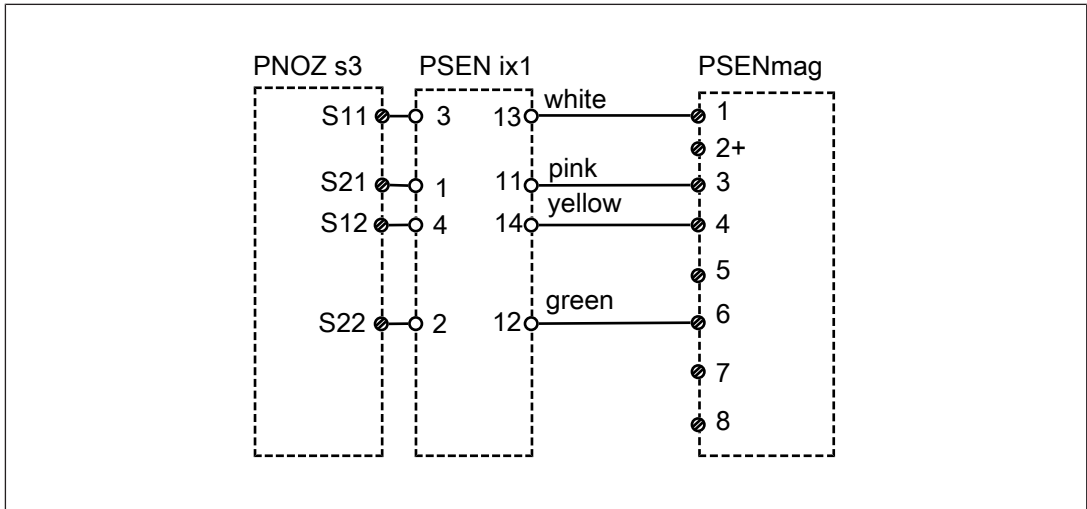 PNOZ s3 PSEN ix1 PSENmag
S11 3 13 white 1
2+
S21 1 11 pink 3
S12 4 14 yellow 4
5
S22 2 12 green 6
7
8